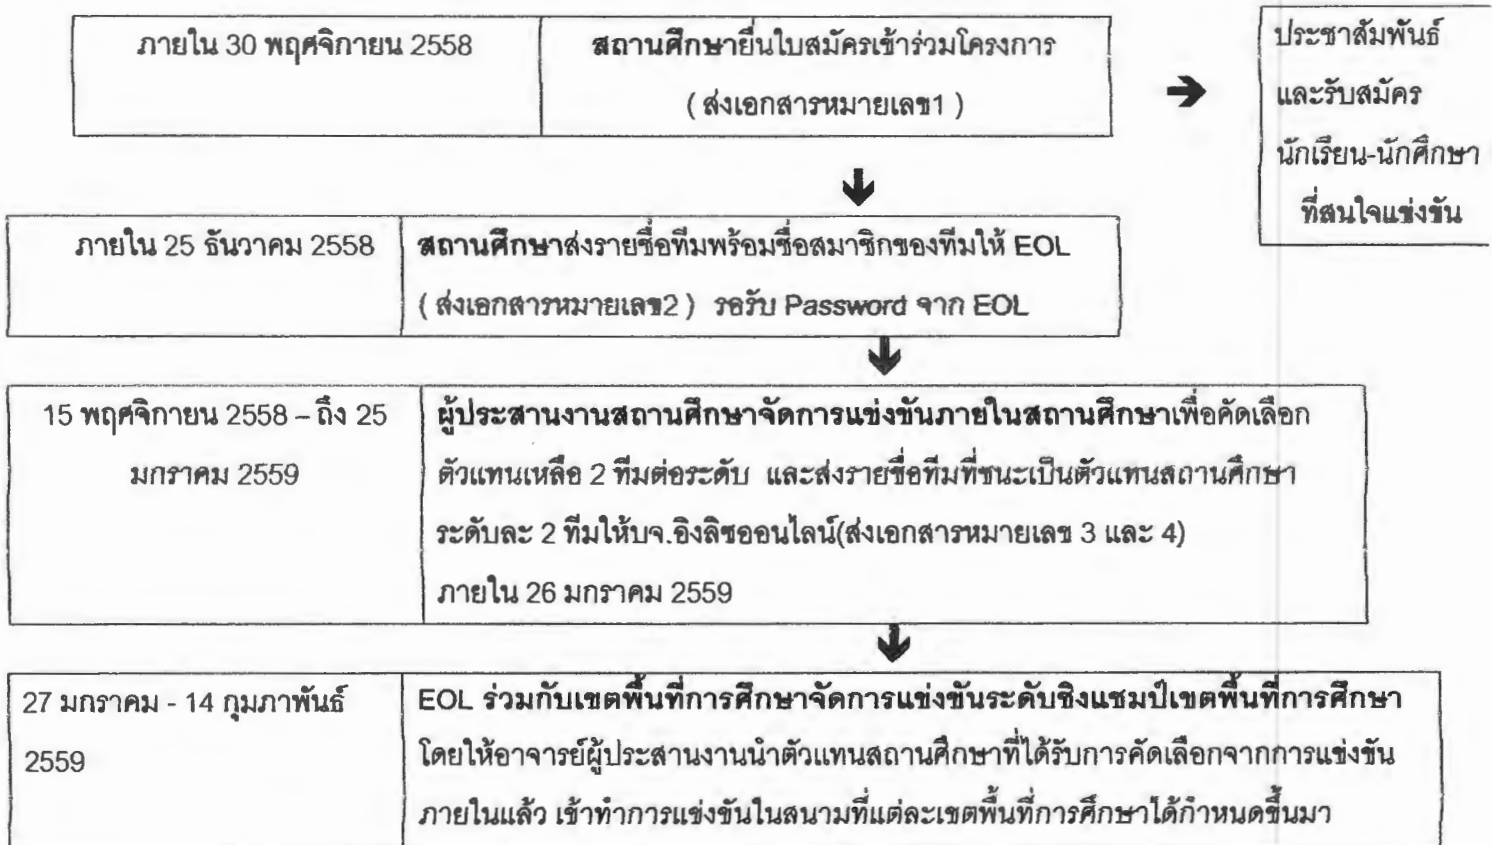 ภายใน 30 พฤศจิกายน 2558
สถานศึกษายื่นใบสมัครเข้าร่วมโครงการ
( ส่งเอกสารหมายเลข1 )
ประชาสัมพันธ์
และรับสมัคร
นักเรียน-นักศึกษา
ที่สนใจแข่งขัน
ภายใน 25 ธันวาคม 2558
สถานศึกษาส่งรายชื่อทีมพร้อมชื่อสมาชิกของทีมให้ EOL
( ส่งเอกสารหมายเลข2 ) รอรับ Password จาก EOL
15 พฤศจิกายน 2558 – ถึง 25
มกราคม 2559
ผู้ประสานงานสถานศึกษาจัดการแข่งขันภายในสถานศึกษาเพื่อคัดเลือก
ตัวแทนเหลือ 2 ทีมต่อระดับ และส่งรายชื่อทีมที่ชนะเป็นตัวแทนสถานศึกษา
ระดับละ 2 ทีมให้บจ.อิงลิชออนไลน์(ส่งเอกสารหมายเลข 3 และ 4)
ภายใน 26 มกราคม 2559
27 มกราคม - 14 กุมภาพันธ์
2559
EOL ร่วมกับเขตพื้นที่การศึกษาจัดการแข่งขันระดับชิงแชมป์เขตพื้นที่การศึกษา
โดยให้อาจารย์ผู้ประสานงานนำตัวแทนสถานศึกษาที่ได้รับการคัดเลือกจากการแข่งขัน
ภายในแล้ว เข้าทำการแข่งขันในสนามที่แต่ละเขตพื้นที่การศึกษาได้กำหนดขึ้นมา